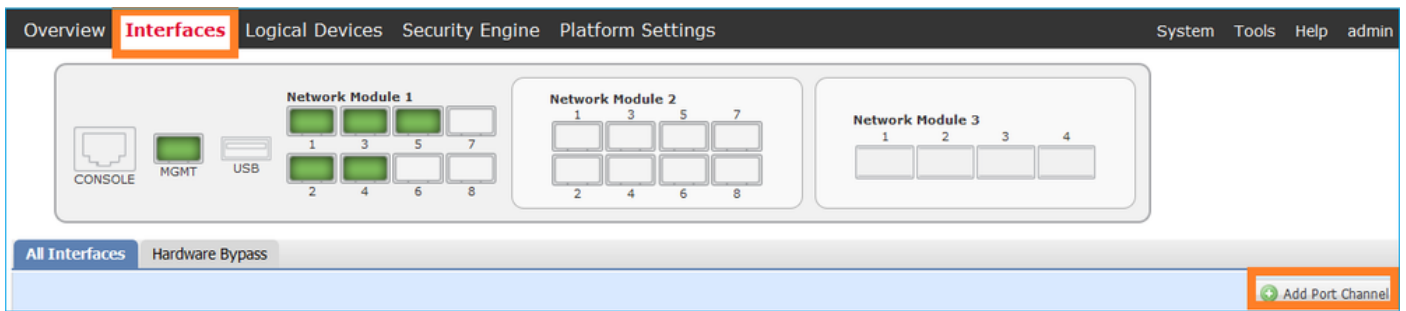 Overview Interfaces Logical Devices Security Engine Platform Settings System Tools Help admin
Network Module 1
1 3 5 7
2 4 6 8
CONSOLE MGMT USB
Network Module 2
1 3 5 7
2 4 6 8
Network Module 3
1 2 3 4
All Interfaces Hardware Bypass
Add Port Channel